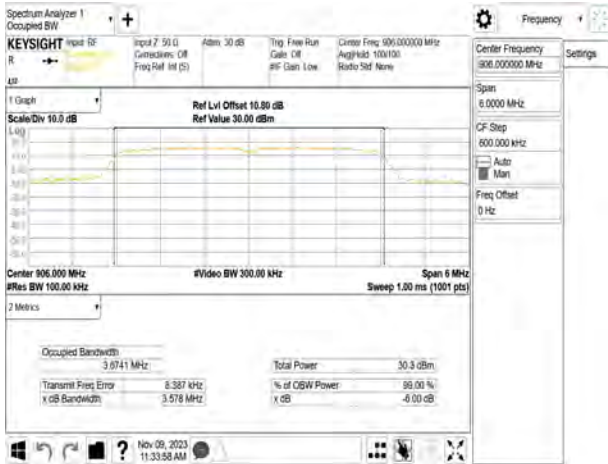 Spectrum Analyzer 1
Occupied BW
+
Frequency
KEYSIGHT Input: RF
R
Input Z: 50 Ω
Corrections: Off
Freq Ref: Int (S)
Atten: 30 dB
Trig: Free Run
Gate: Off
#IF Gain: Low
Center Freq: 906.000000 MHz
Avg|Hold: 100/100
Radio Std: None
Center Frequency
906.000000 MHz
Settings
Span
6.0000 MHz
CF Step
600.000 kHz
Auto
Man
Freq Offset
0 Hz
1 Graph
Scale/Div 10.0 dB
Ref Lvl Offset 10.80 dB
Ref Value 30.00 dBm
Center 906.000 MHz
#Video BW 300.00 kHz
Span 6 MHz
#Res BW 100.00 kHz
Sweep 1.00 ms (1001 pts)
2 Metrics
Occupied Bandwidth
3.6741 MHz
Total Power
30.3 dBm
Transmit Freq Error
8.387 kHz
% of OBW Power
99.00 %
x dB Bandwidth
3.578 MHz
x dB
-6.00 dB
?
Nov 09, 2023
11:33:58 AM